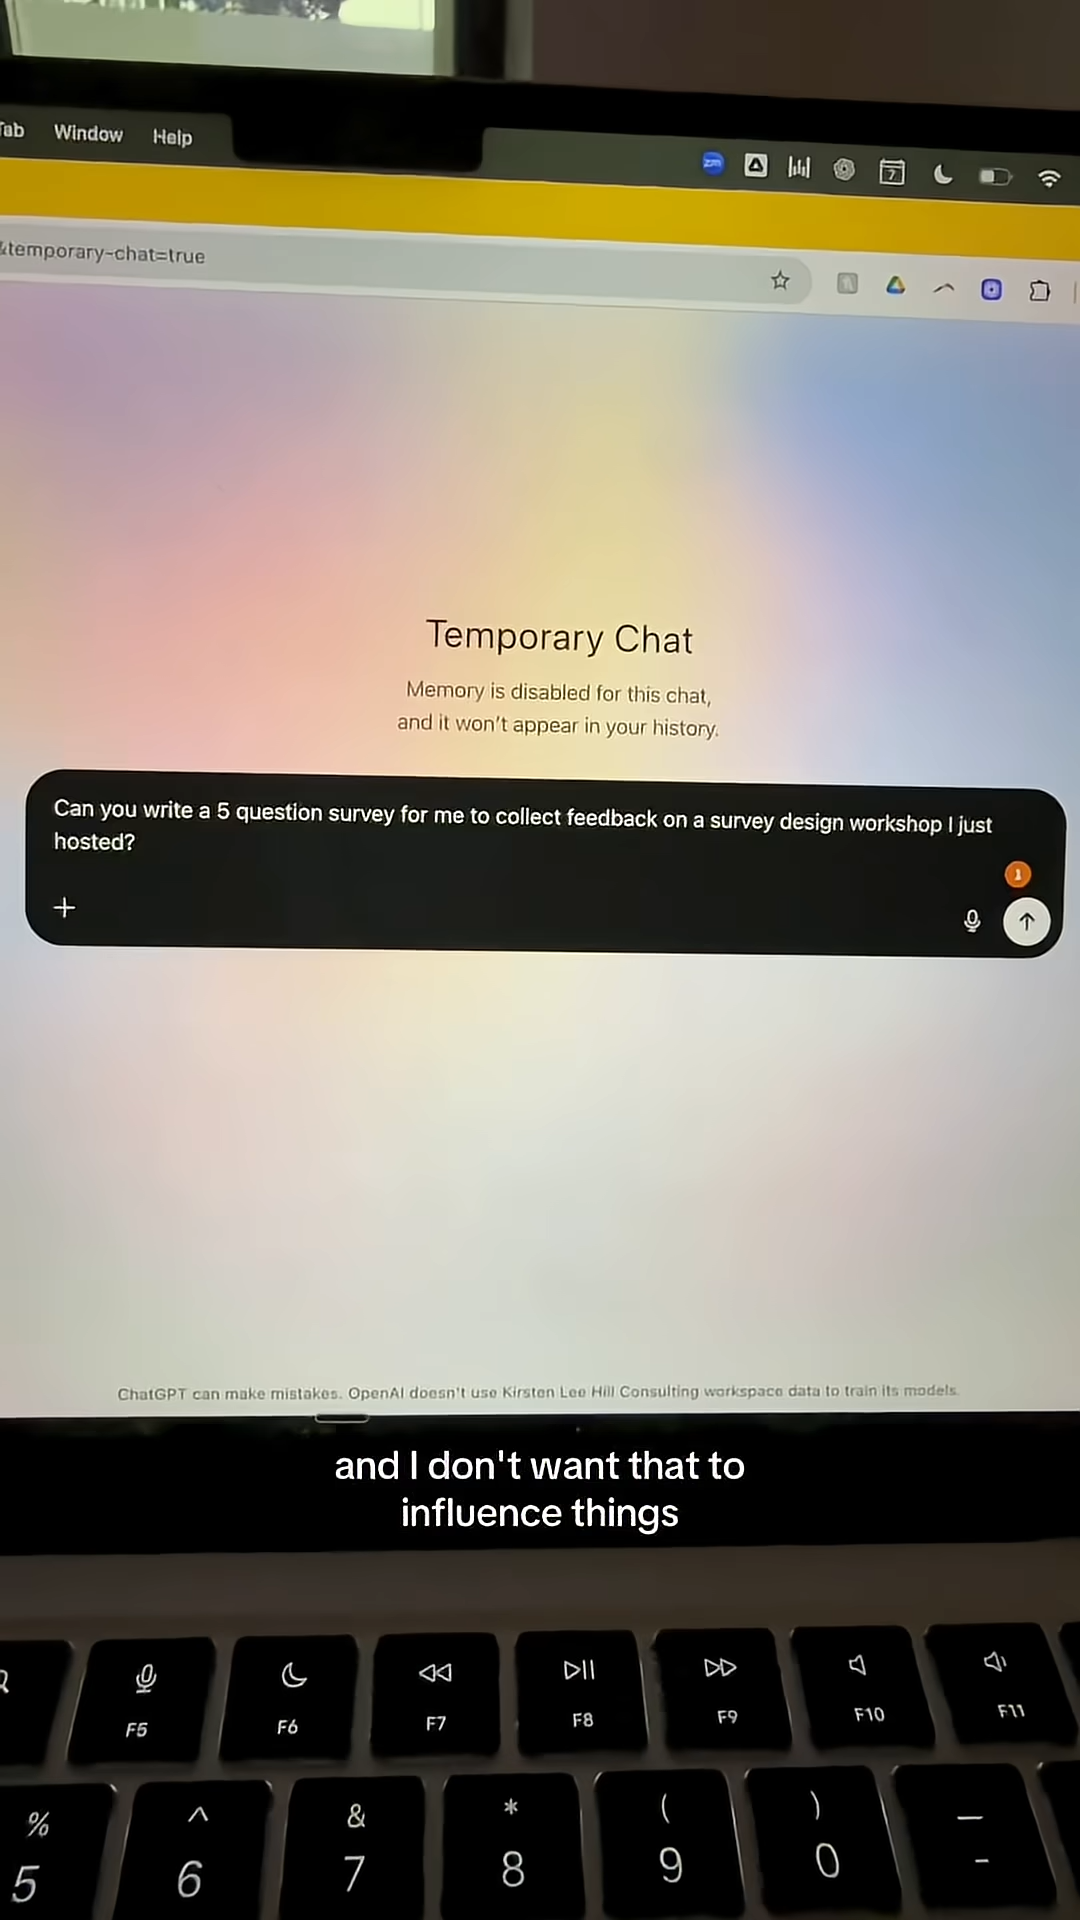 Tab Window Help
zm
7
&temporary-chat=true
Temporary Chat
Memory is disabled for this chat,
and it won't appear in your history.
Can you write a 5 question survey for me to collect feedback on a survey design workshop I just
hosted?
1
ChatGPT can make mistakes. OpenAI doesn't use Kirsten Lee Hill Consulting workspace data to train its models.
and I don't want that to
influence things
F5 F6 F7 F8 F9 F10 F11
% ^ & * ( ) —
5 6 7 8 9 0 -